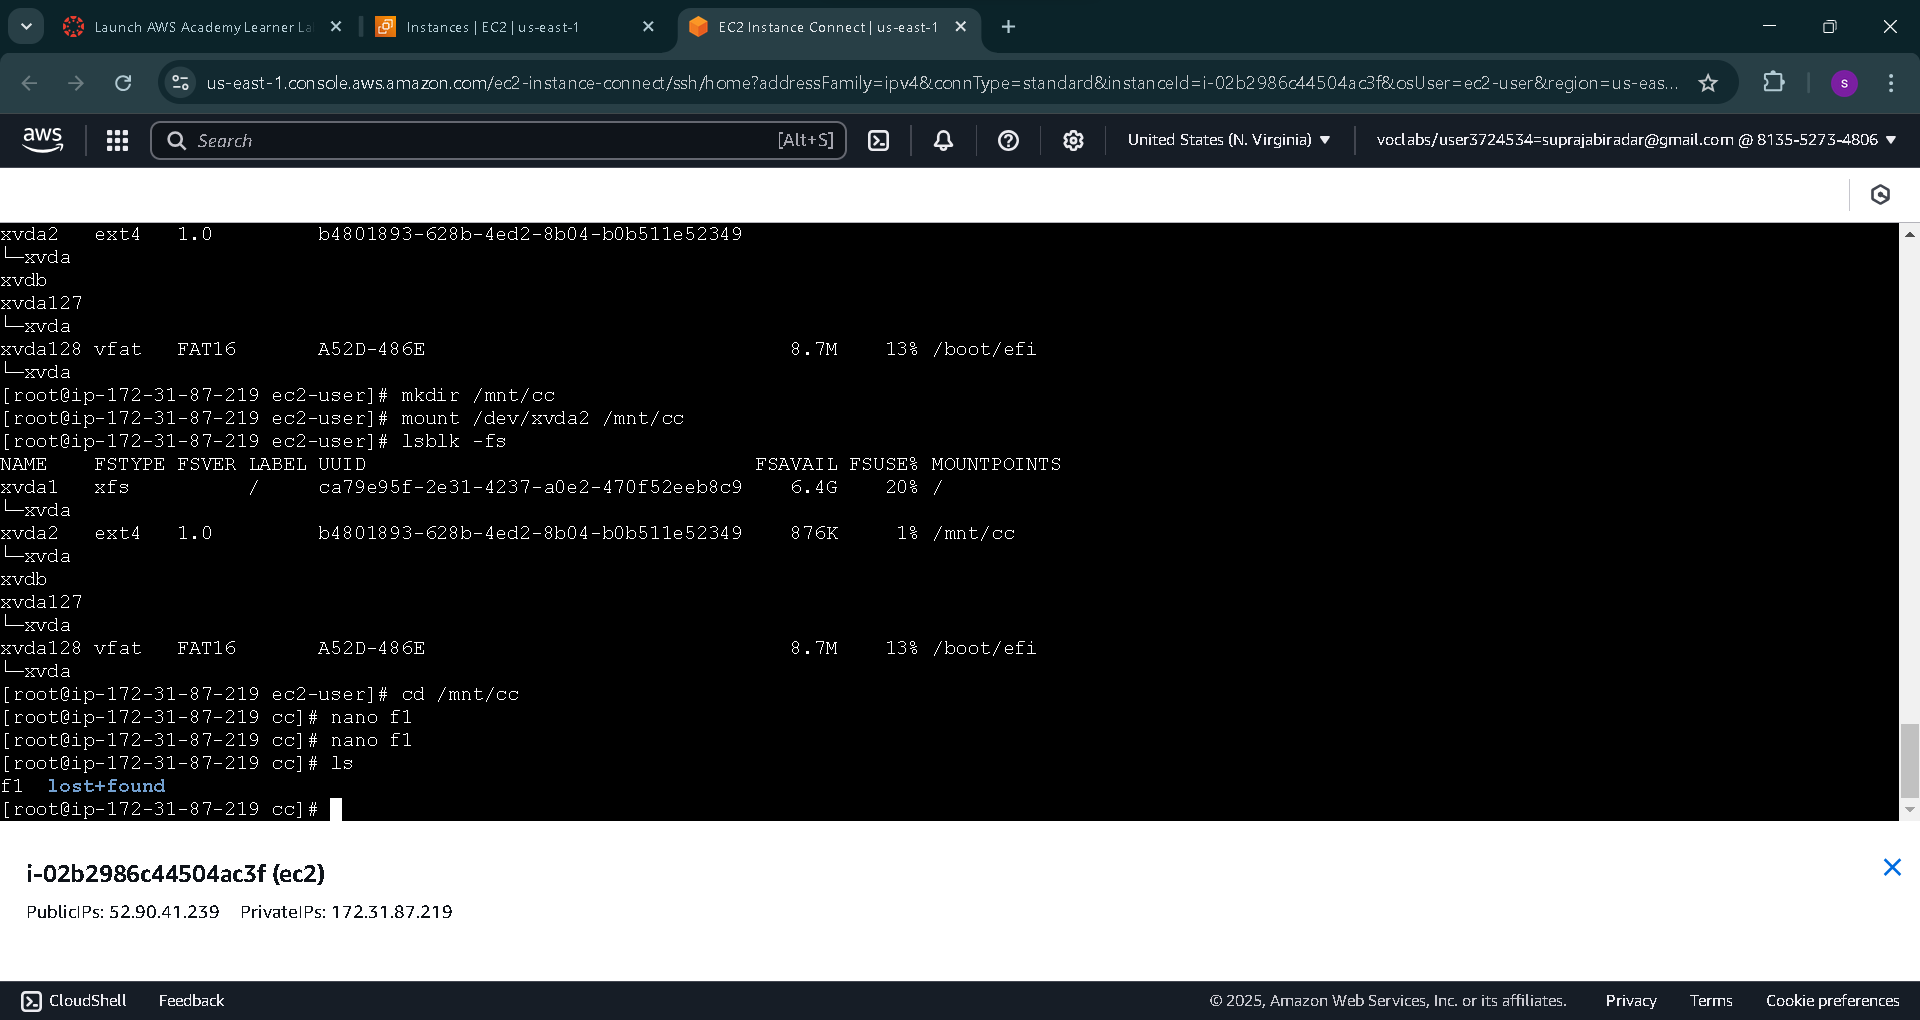 Launch AWS Academy Learner La
Instances | EC2 | us-east-1
EC2 Instance Connect | us-east-1
us-east-1.console.aws.amazon.com/ec2-instance-connect/ssh/home?addressFamily=ipv4&connType=standard&instanceId=i-02b2986c44504ac3f&osUser=ec2-user&region=us-eas...
S
aws
Search
[Alt+S]
United States (N. Virginia) ▼
voclabs/user3724534=suprajabiradar@gmail.com @ 8135-5273-4806 ▼
xvda2   ext4   1.0         b4801893-628b-4ed2-8b04-b0b511e52349
└─xvda
xvdb
xvda127
└─xvda
xvda128 vfat   FAT16       A52D-486E                               8.7M    13% /boot/efi
└─xvda
[root@ip-172-31-87-219 ec2-user]# mkdir /mnt/cc
[root@ip-172-31-87-219 ec2-user]# mount /dev/xvda2 /mnt/cc
[root@ip-172-31-87-219 ec2-user]# lsblk -fs
NAME    FSTYPE FSVER LABEL UUID                                 FSAVAIL FSUSE% MOUNTPOINTS
xvda1   xfs          /     ca79e95f-2e31-4237-a0e2-470f52eeb8c9    6.4G    20% /
└─xvda
xvda2   ext4   1.0         b4801893-628b-4ed2-8b04-b0b511e52349    876K     1% /mnt/cc
└─xvda
xvdb
xvda127
└─xvda
xvda128 vfat   FAT16       A52D-486E                               8.7M    13% /boot/efi
└─xvda
[root@ip-172-31-87-219 ec2-user]# cd /mnt/cc
[root@ip-172-31-87-219 cc]# nano f1
[root@ip-172-31-87-219 cc]# nano f1
[root@ip-172-31-87-219 cc]# ls
f1  lost+found
[root@ip-172-31-87-219 cc]#
i-02b2986c44504ac3f (ec2)
PublicIPs: 52.90.41.239    PrivateIPs: 172.31.87.219
CloudShell    Feedback    © 2025, Amazon Web Services, Inc. or its affiliates.    Privacy    Terms    Cookie preferences